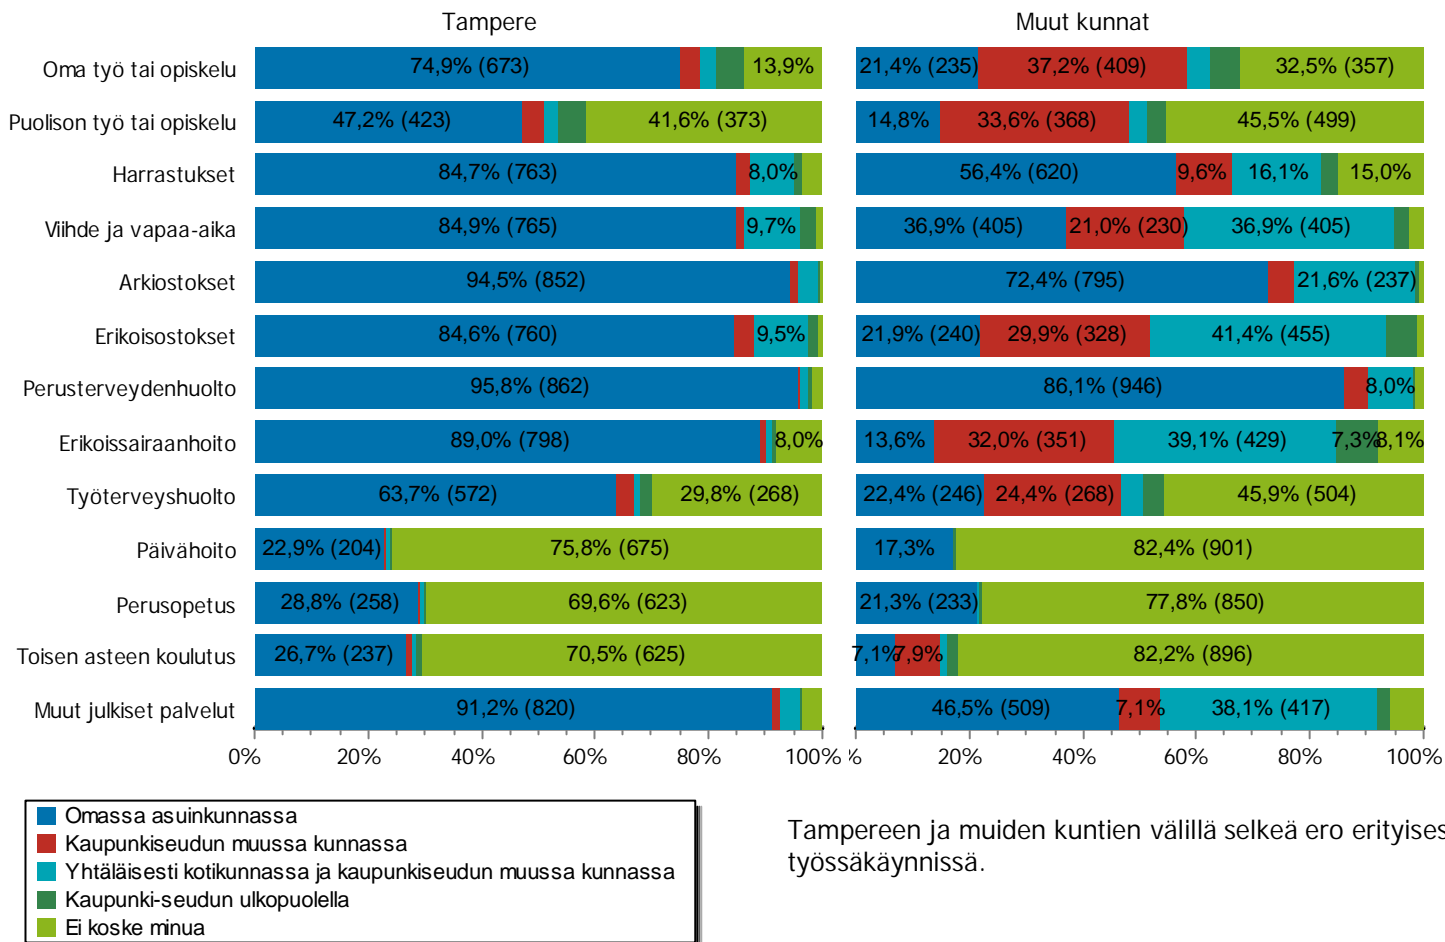 Tampere
Muut kunnat
Oma työ tai opiskelu 74,9% (673) 13,9% 21,4% (235) 37,2% (409) 32,5% (357)
Puolison työ tai opiskelu 47,2% (423) 41,6% (373) 14,8% 33,6% (368) 45,5% (499)
Harrastukset 84,7% (763) 8,0% 56,4% (620) 9,6% 16,1% 15,0%
Viihde ja vapaa-aika 84,9% (765) 9,7% 36,9% (405) 21,0% (230) 36,9% (405)
Arkiostokset 94,5% (852) 72,4% (795) 21,6% (237)
Erikoisostokset 84,6% (760) 9,5% 21,9% (240) 29,9% (328) 41,4% (455)
Perusterveydenhuolto 95,8% (862) 86,1% (946) 8,0%
Erikoissairaanhoito 89,0% (798) 8,0% 13,6% 32,0% (351) 39,1% (429) 7,3% 8,1%
Työterveyshuolto 63,7% (572) 29,8% (268) 22,4% (246) 24,4% (268) 45,9% (504)
Päivähoito 22,9% (204) 75,8% (675) 17,3% 82,4% (901)
Perusopetus 28,8% (258) 69,6% (623) 21,3% (233) 77,8% (850)
Toisen asteen koulutus 26,7% (237) 70,5% (625) 7,1% 7,9% 82,2% (896)
Muut julkiset palvelut 91,2% (820) 46,5% (509) 7,1% 38,1% (417)
0% 20% 40% 60% 80% 100% % 20% 40% 60% 80% 100%
Omassa asuinkunnassa
Kaupunkiseudun muussa kunnassa
Yhtäläisesti kotikunnassa ja kaupunkiseudun muussa kunnassa
Kaupunki-seudun ulkopuolella
Ei koske minua
Tampereen ja muiden kuntien välillä selkeä ero erityises
työssäkäynnissä.